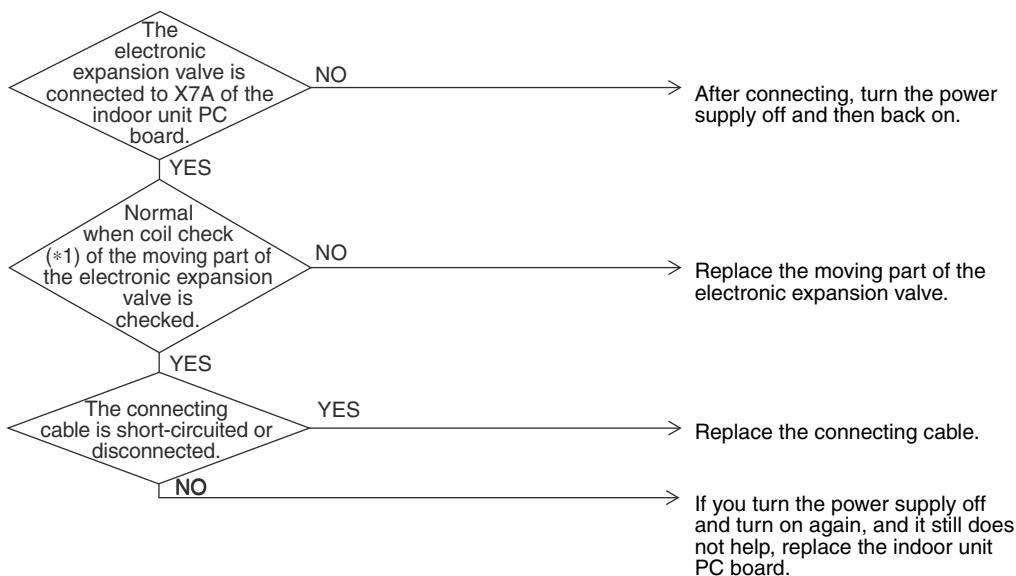 The
electronic
expansion valve is
connected to X7A of the
indoor unit PC
board.
NO
After connecting, turn the power
supply off and then back on.
YES
Normal
when coil check
(*1) of the moving part of
the electronic expansion
valve is
checked.
NO
Replace the moving part of the
electronic expansion valve.
YES
The connecting
cable is short-circuited or
disconnected.
YES
Replace the connecting cable.
NO
If you turn the power supply off
and turn on again, and it still does
not help, replace the indoor unit
PC board.